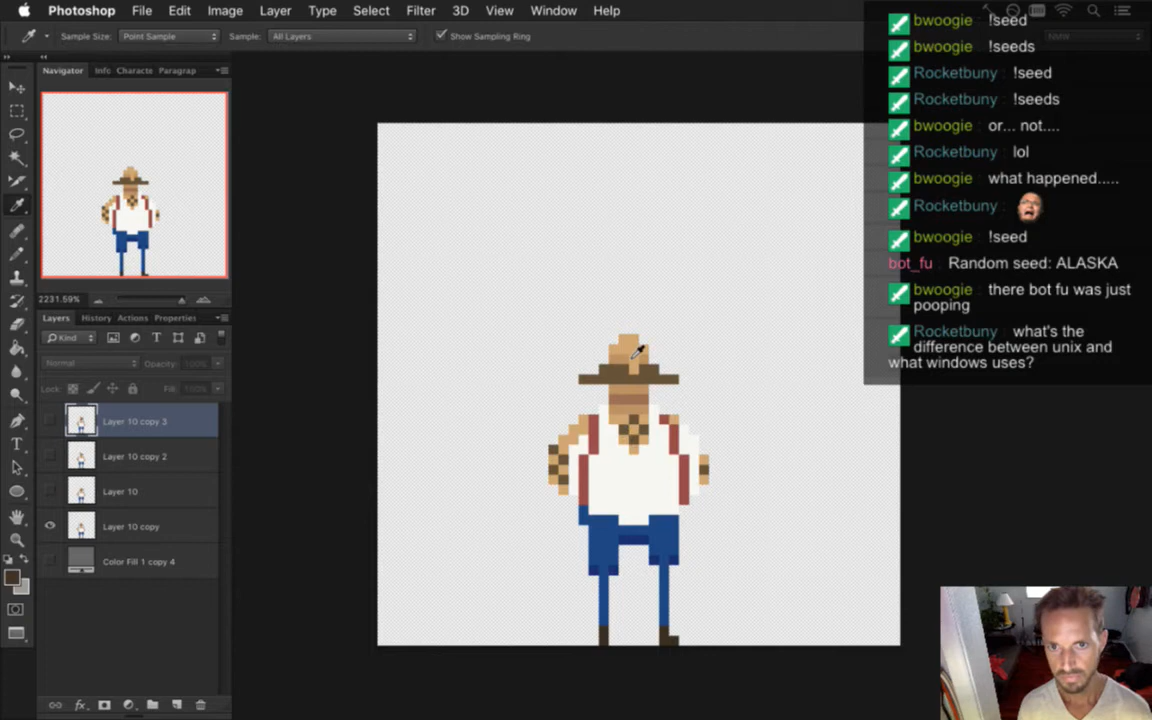 Photoshop File Edit Image Layer Type Select Filter 3D View Window Help
Sample Size: Point Sample Sample: All Layers Show Sampling Ring
Navigator Info Characte Paragrap
2231.59%
Layers History Actions Properties
Kind
Normal Opacity: 100%
Lock: Fill: 100%
Layer 10 copy 3
Layer 10 copy 2
Layer 10
Layer 10 copy
Color Fill 1 copy 4
fx
NMW
bwoogie : !seed
bwoogie : !seeds
Rocketbuny : !seed
Rocketbuny : !seeds
bwoogie : or... not....
Rocketbuny : lol
bwoogie : what happened.....
Rocketbuny :
bwoogie : !seed
bot_fu : Random seed: ALASKA
bwoogie : there bot fu was just
pooping
Rocketbuny : what's the
difference between unix and
what windows uses?